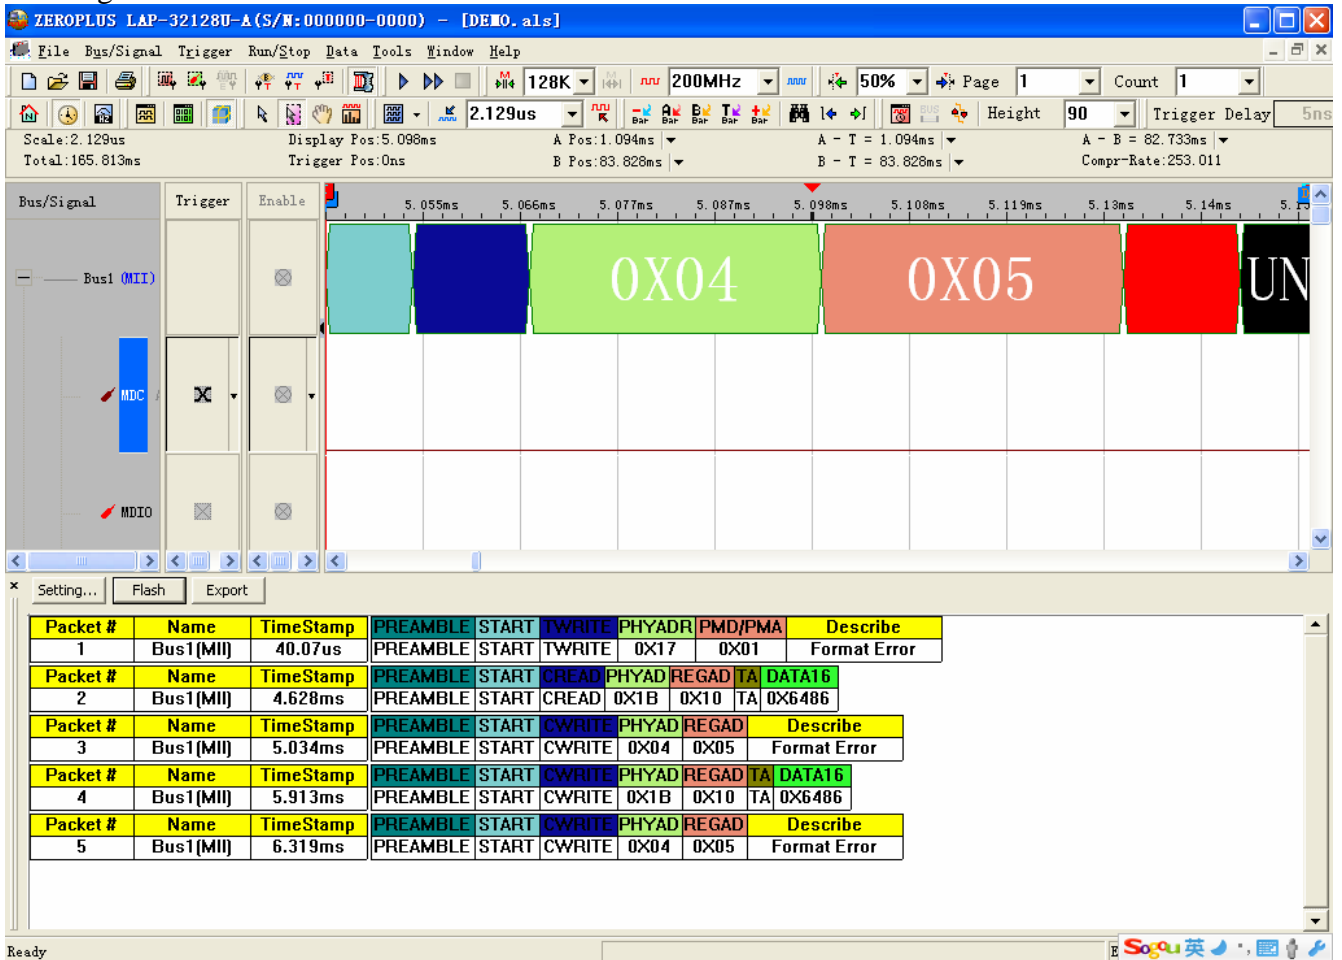 ZEROPLUS LAP-32128U-A(S/N:000000-0000) - [DEMO.als]
File Bus/Signal Trigger Run/Stop Data Tools Window Help
128K 200MHz 50% Page 1 Count 1
2.129us Bar Bar Bar Bar Bar BUS Height 90 Trigger Delay 5ns
Scale:2.129us Display Pos:5.098ms A Pos:1.094ms A - T = 1.094ms A - B = 82.733ms
Total:165.813ms Trigger Pos:0ns B Pos:83.828ms B - T = 83.828ms Compr-Rate:253.011
Bus/Signal Trigger Enable 5.055ms 5.066ms 5.077ms 5.087ms 5.098ms 5.108ms 5.119ms 5.13ms 5.14ms 5.15
Bus1 (MII) 0X04 0X05 UN
MDC A
MDIO
Setting... Flash Export
Packet # Name TimeStamp PREAMBLE START TWRITE PHYADR PMD/PMA Describe
1 Bus1(MII) 40.07us PREAMBLE START TWRITE 0X17 0X01 Format Error
Packet # Name TimeStamp PREAMBLE START CREAD PHYAD REGAD TA DATA16
2 Bus1(MII) 4.628ms PREAMBLE START CREAD 0X1B 0X10 TA 0X6486
Packet # Name TimeStamp PREAMBLE START CWRITE PHYAD REGAD Describe
3 Bus1(MII) 5.034ms PREAMBLE START CWRITE 0X04 0X05 Format Error
Packet # Name TimeStamp PREAMBLE START CWRITE PHYAD REGAD TA DATA16
4 Bus1(MII) 5.913ms PREAMBLE START CWRITE 0X1B 0X10 TA 0X6486
Packet # Name TimeStamp PREAMBLE START CWRITE PHYAD REGAD Describe
5 Bus1(MII) 6.319ms PREAMBLE START CWRITE 0X04 0X05 Format Error
Ready E Sogou 英